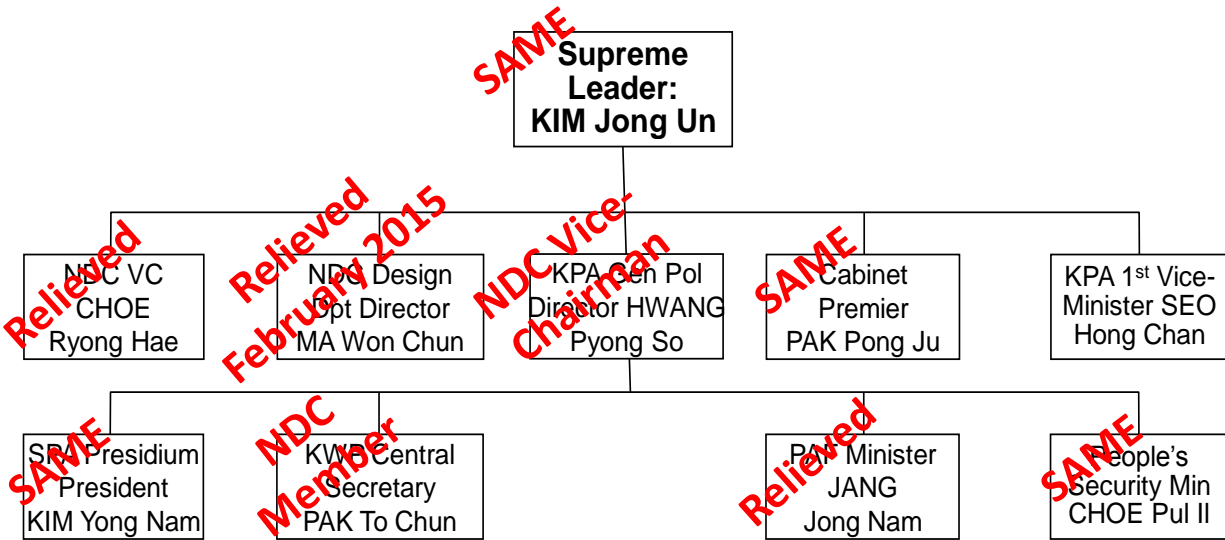 SAME
Supreme
Leader:
KIM Jong Un
Relieved
NDC VC
CHOE
Ryong Hae
Relieved
February 2015
NDC Design
Dpt Director
MA Won Chun
NDC Vice-
Chairman
KPA Gen Pol
Director HWANG
Pyong So
SAME
Cabinet
Premier
PAK Pong Ju
KPA 1st Vice-
Minister SEO
Hong Chan
SAME
SPA Presidium
President
KIM Yong Nam
NDC
Member
KWP Central
Secretary
PAK To Chun
Relieved
PAF Minister
JANG
Jong Nam
SAME
People’s
Security Min
CHOE Pul Il